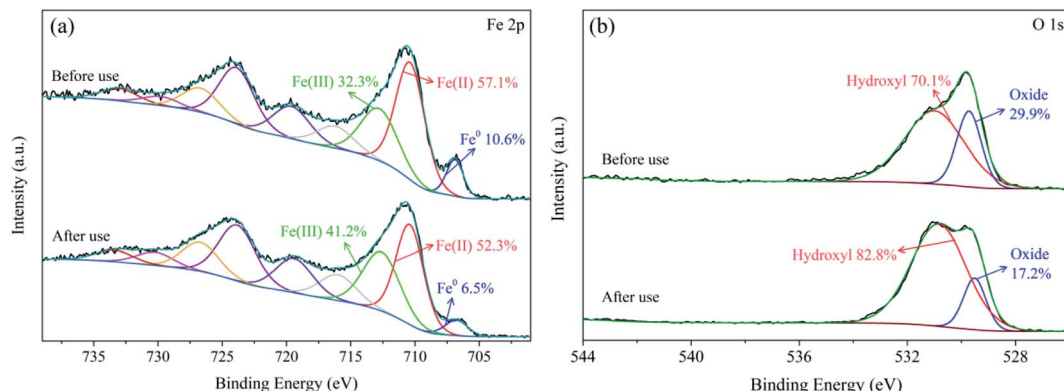 (a)
Fe 2p
Before use
Fe(III) 32.3%
Fe(II) 57.1%
Fe⁰ 10.6%
After use
Fe(III) 41.2%
Fe(II) 52.3%
Fe⁰ 6.5%
Intensity (a.u.)
735 730 725 720 715 710 705
Binding Energy (eV)
(b)
O 1s
Hydroxyl 70.1%
Oxide
29.9%
Before use
Hydroxyl 82.8%
Oxide
17.2%
After use
Intensity (a.u.)
544 540 536 532 528
Binding Energy (eV)